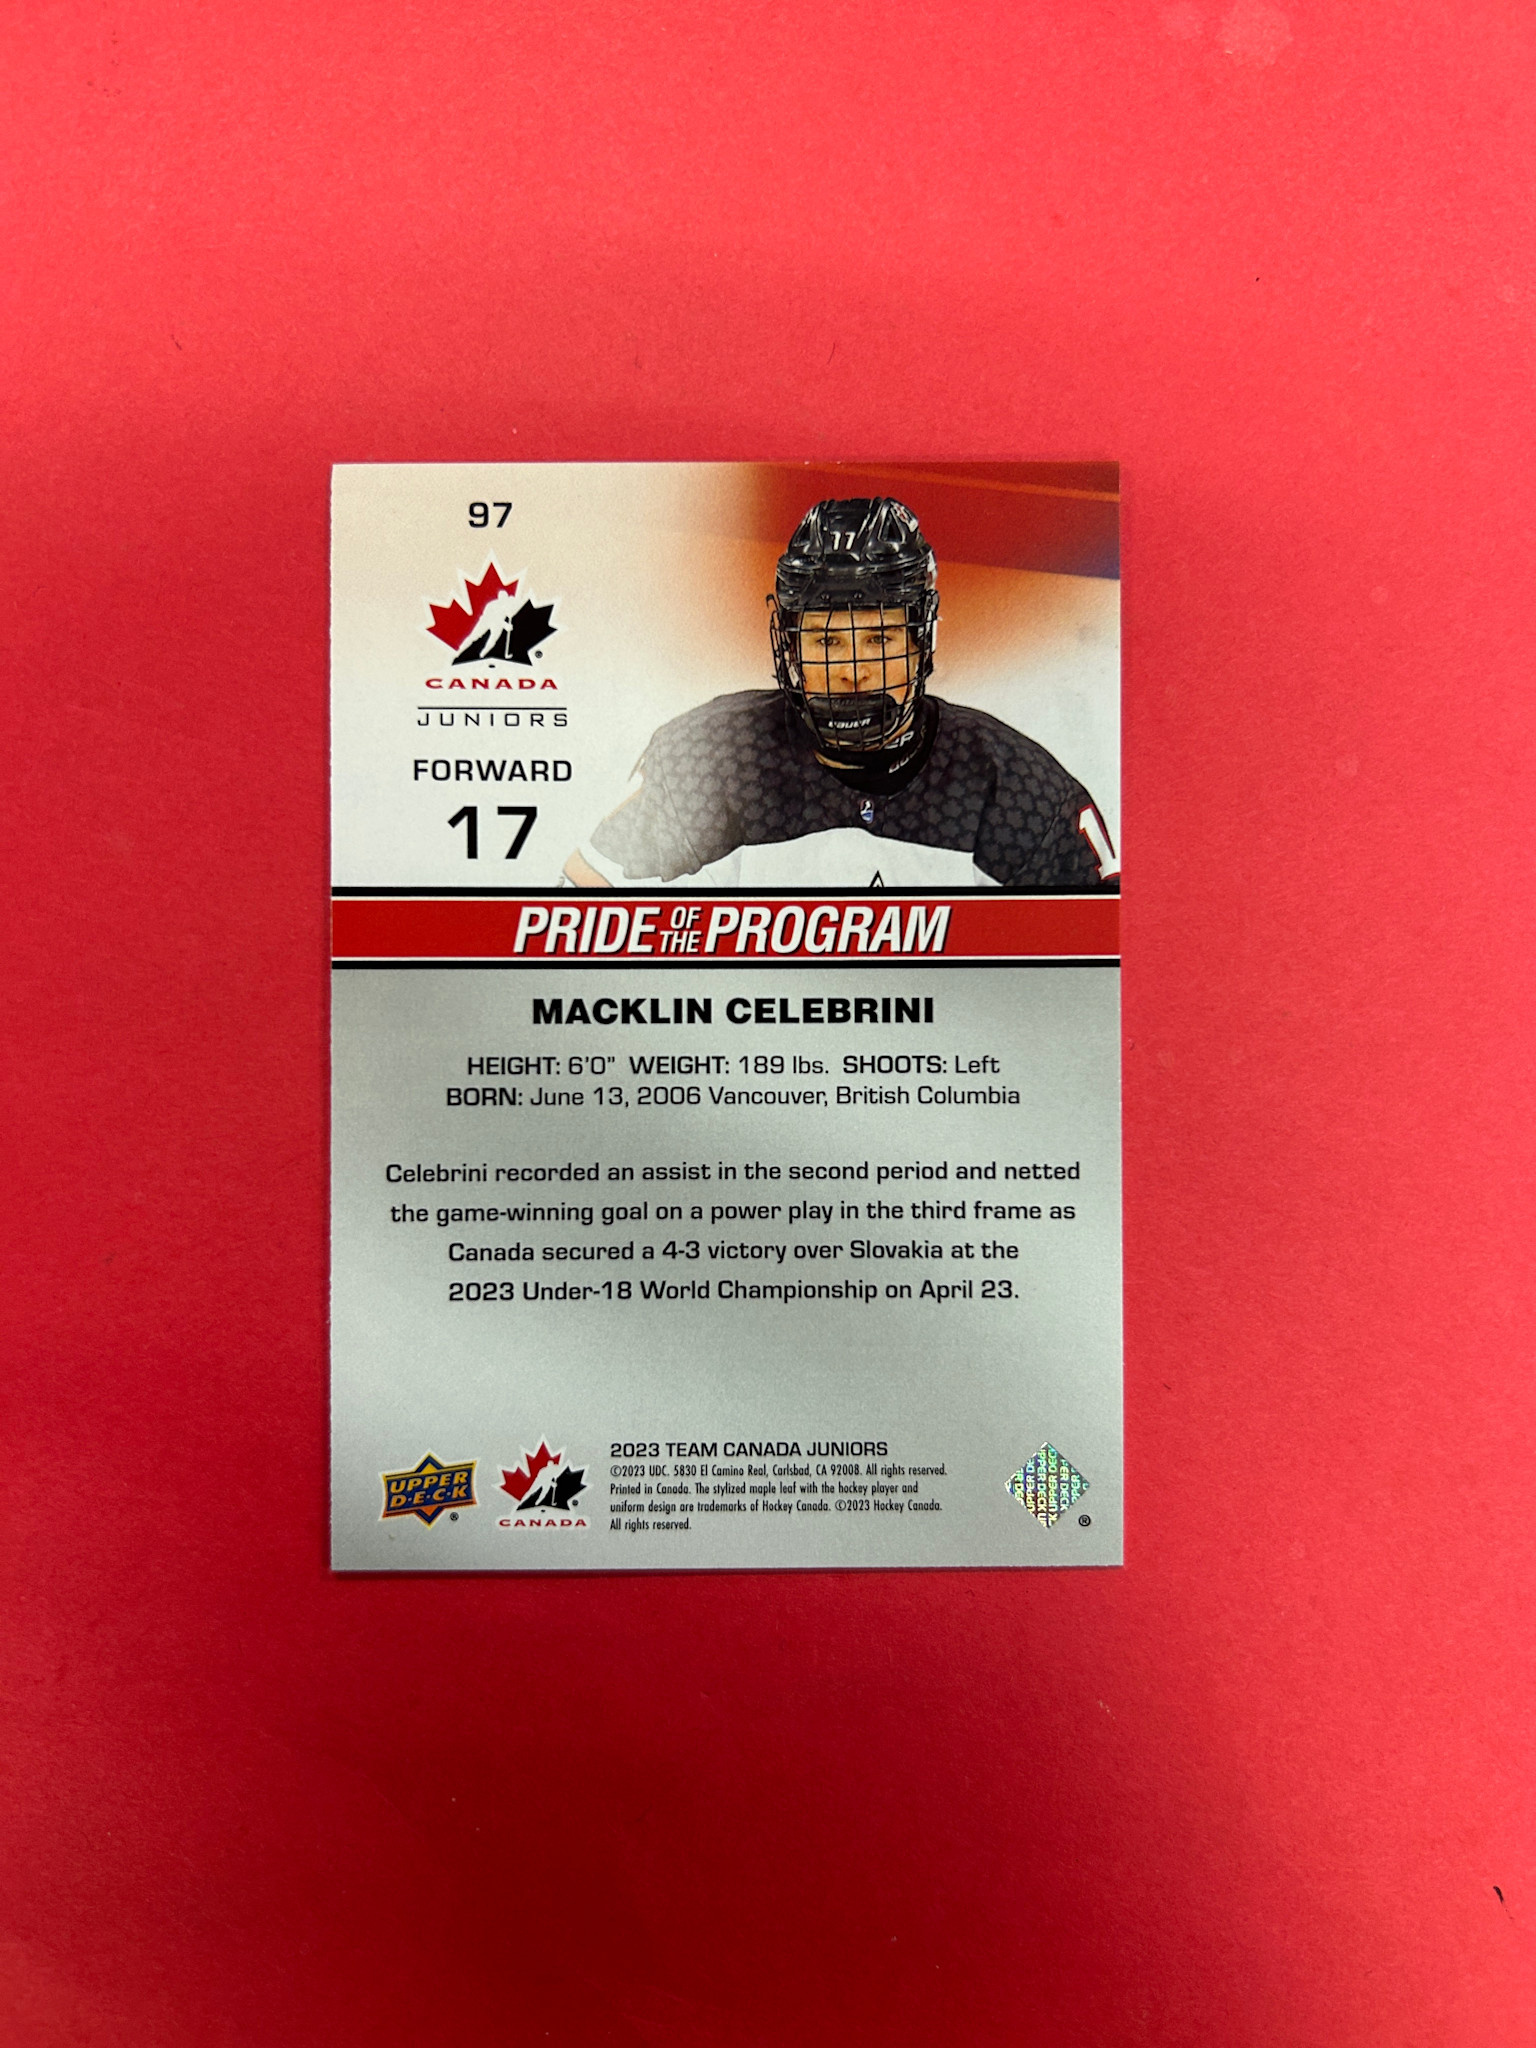 97
CANADA
JUNIORS
FORWARD
17
17
BAUER
1
PRIDE OF THE PROGRAM
MACKLIN CELEBRINI
HEIGHT: 6'0" WEIGHT: 189 lbs. SHOOTS: Left
BORN: June 13, 2006 Vancouver, British Columbia
Celebrini recorded an assist in the second period and netted
the game-winning goal on a power play in the third frame as
Canada secured a 4-3 victory over Slovakia at the
2023 Under-18 World Championship on April 23.
UPPER
D·E·C·K
®
CANADA
2023 TEAM CANADA JUNIORS
©2023 UDC. 5830 El Camino Real, Carlsbad, CA 92008. All rights reserved.
Printed in Canada. The stylized maple leaf with the hockey player and
uniform design are trademarks of Hockey Canada. ©2023 Hockey Canada.
All rights reserved.
UPPER DECK
®